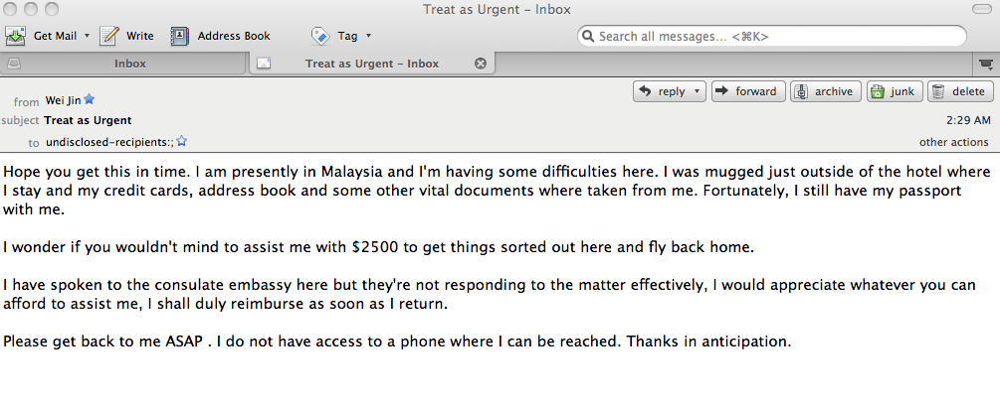 Treat as Urgent – Inbox
Get Mail Write Address Book Tag Search all messages... <⌘K>
Inbox Treat as Urgent – Inbox
from Wei Jin reply forward archive junk delete
subject Treat as Urgent 2:29 AM
to undisclosed-recipients:; other actions
Hope you get this in time. I am presently in Malaysia and I'm having some difficulties here. I was mugged just outside of the hotel where
I stay and my credit cards, address book and some other vital documents where taken from me. Fortunately, I still have my passport
with me.
I wonder if you wouldn't mind to assist me with $2500 to get things sorted out here and fly back home.
I have spoken to the consulate embassy here but they're not responding to the matter effectively, I would appreciate whatever you can
afford to assist me, I shall duly reimburse as soon as I return.
Please get back to me ASAP . I do not have access to a phone where I can be reached. Thanks in anticipation.